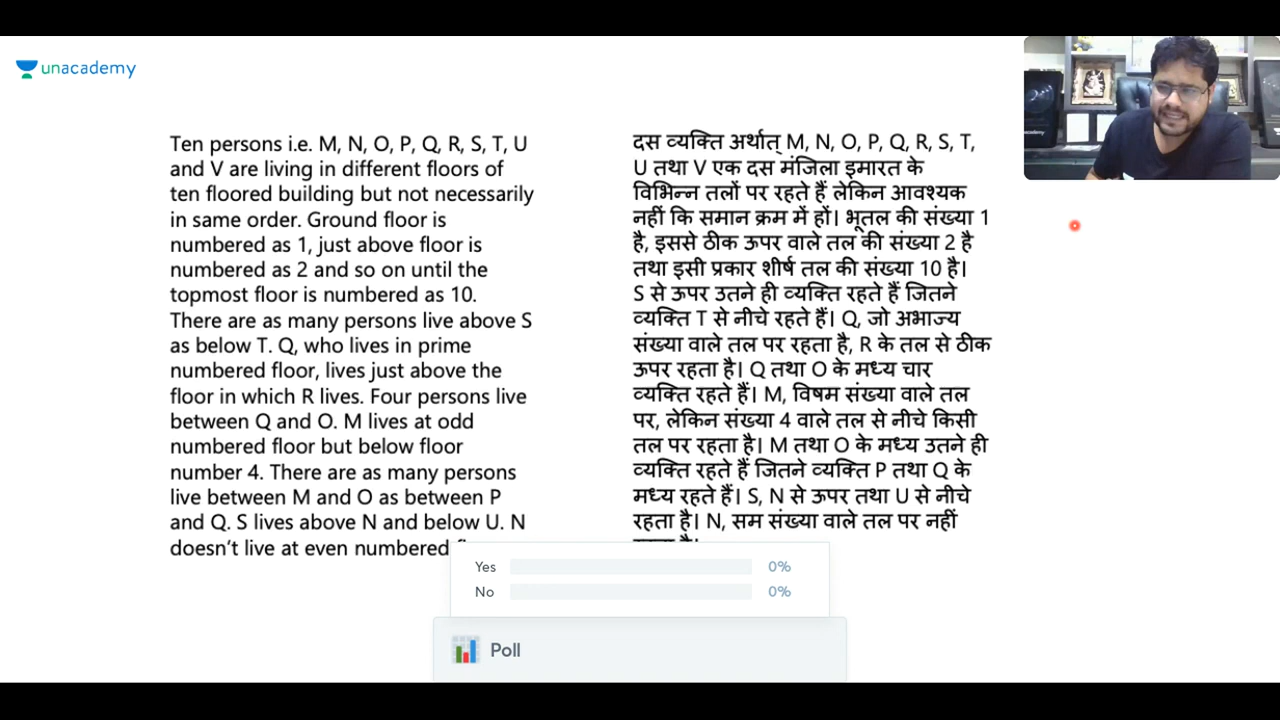 unacademy
Ten persons i.e. M, N, O, P, Q, R, S, T, U
and V are living in different floors of
ten floored building but not necessarily
in same order. Ground floor is
numbered as 1, just above floor is
numbered as 2 and so on until the
topmost floor is numbered as 10.
There are as many persons live above S
as below T. Q, who lives in prime
numbered floor, lives just above the
floor in which R lives. Four persons live
between Q and O. M lives at odd
numbered floor but below floor
number 4. There are as many persons
live between M and O as between P
and Q. S lives above N and below U. N
doesn't live at even numbered
दस व्यक्ति अर्थात् M, N, O, P, Q, R, S, T,
U तथा V एक दस मंजिला इमारत के
विभिन्न तलों पर रहते हैं लेकिन आवश्यक
नहीं कि समान क्रम में हों। भूतल की संख्या 1
है, इससे ठीक ऊपर वाले तल की संख्या 2 है
तथा इसी प्रकार शीर्ष तल की संख्या 10 है।
S से ऊपर उतने ही व्यक्ति रहते हैं जितने
व्यक्ति T से नीचे रहते हैं। Q, जो अभाज्य
संख्या वाले तल पर रहता है, R के तल से ठीक
ऊपर रहता है। Q तथा O के मध्य चार
व्यक्ति रहते हैं। M, विषम संख्या वाले तल
पर, लेकिन संख्या 4 वाले तल से नीचे किसी
तल पर रहता है। M तथा O के मध्य उतने ही
व्यक्ति रहते हैं जितने व्यक्ति P तथा Q के
मध्य रहते हैं। S, N से ऊपर तथा U से नीचे
रहता है। N, सम संख्या वाले तल पर नहीं
Yes 0%
No 0%
Poll